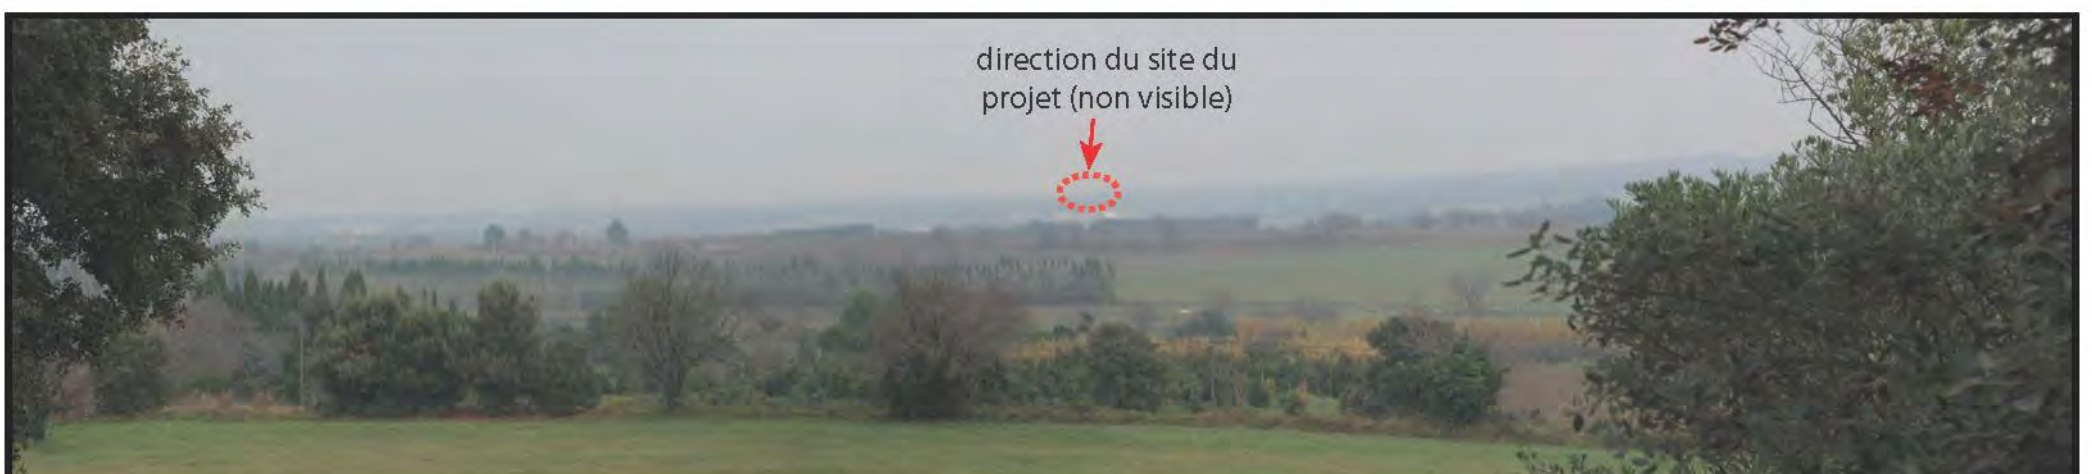 direction du site du
projet (non visible)